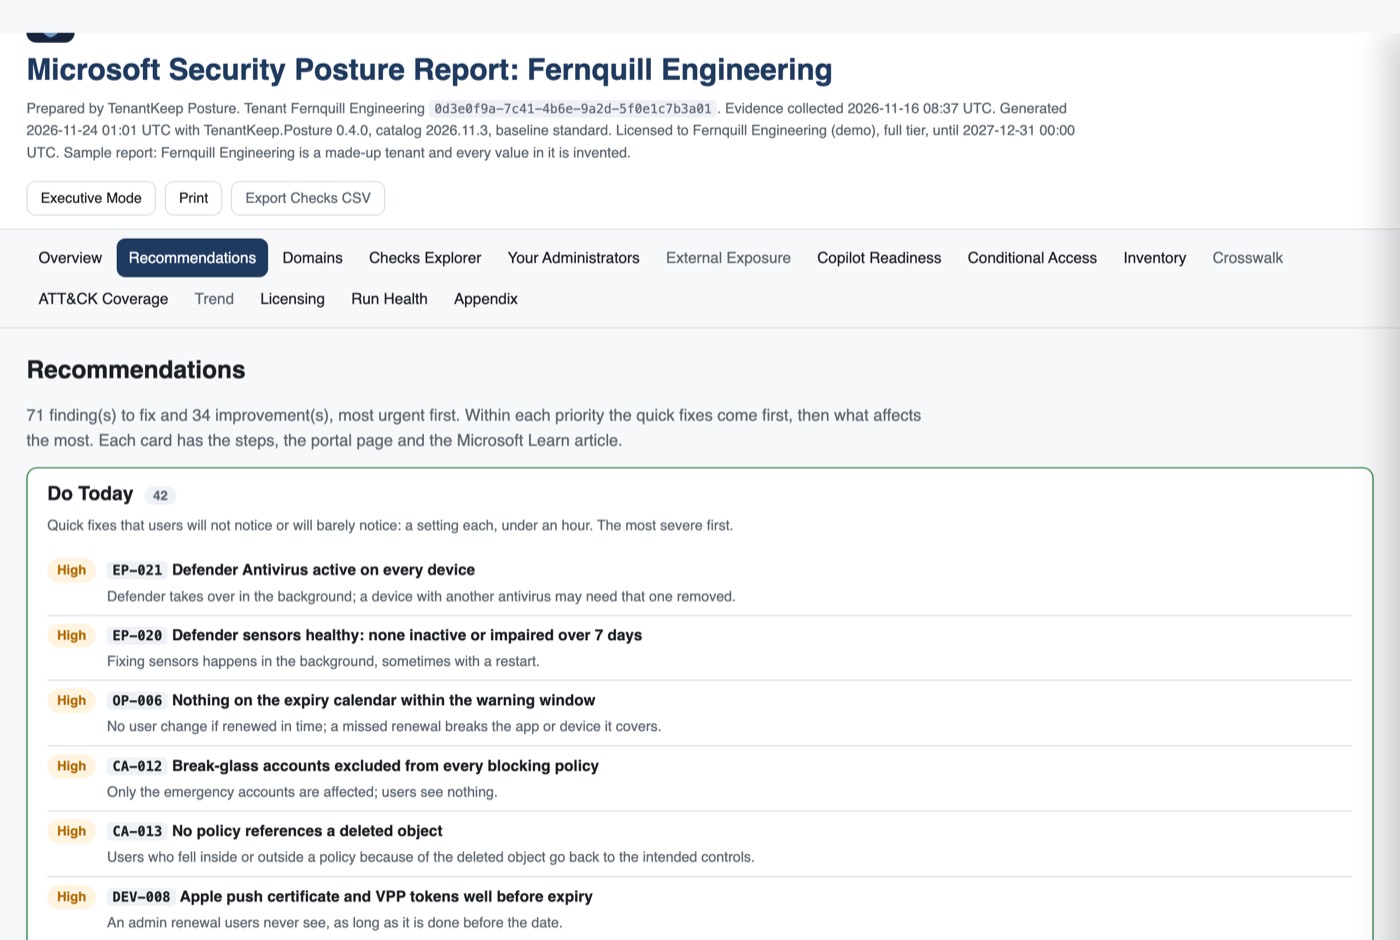 Microsoft Security Posture Report: Fernquill Engineering
Prepared by TenantKeep Posture. Tenant Fernquill Engineering 0d3e0f9a-7c41-4b6e-9a2d-5f0e1c7b3a01 . Evidence collected 2026-11-16 08:37 UTC. Generated
2026-11-24 01:01 UTC with TenantKeep.Posture 0.4.0, catalog 2026.11.3, baseline standard. Licensed to Fernquill Engineering (demo), full tier, until 2027-12-31 00:00
UTC. Sample report: Fernquill Engineering is a made-up tenant and every value in it is invented.
Executive Mode Print Export Checks CSV
Overview Recommendations Domains Checks Explorer Your Administrators External Exposure Copilot Readiness Conditional Access Inventory Crosswalk
ATT&CK Coverage Trend Licensing Run Health Appendix
Recommendations
71 finding(s) to fix and 34 improvement(s), most urgent first. Within each priority the quick fixes come first, then what affects
the most. Each card has the steps, the portal page and the Microsoft Learn article.
Do Today 42
Quick fixes that users will not notice or will barely notice: a setting each, under an hour. The most severe first.
High EP-021 Defender Antivirus active on every device
Defender takes over in the background; a device with another antivirus may need that one removed.
High EP-020 Defender sensors healthy: none inactive or impaired over 7 days
Fixing sensors happens in the background, sometimes with a restart.
High OP-006 Nothing on the expiry calendar within the warning window
No user change if renewed in time; a missed renewal breaks the app or device it covers.
High CA-012 Break-glass accounts excluded from every blocking policy
Only the emergency accounts are affected; users see nothing.
High CA-013 No policy references a deleted object
Users who fell inside or outside a policy because of the deleted object go back to the intended controls.
High DEV-008 Apple push certificate and VPP tokens well before expiry
An admin renewal users never see, as long as it is done before the date.